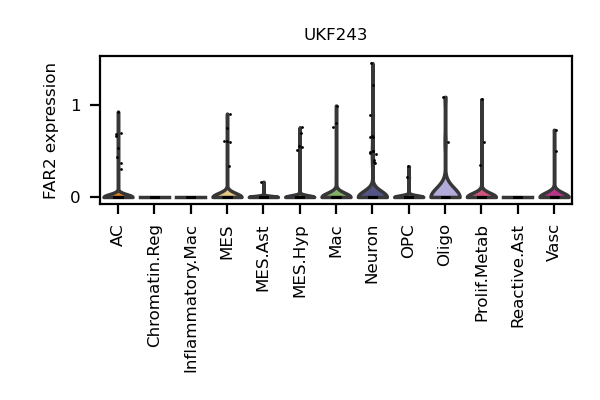 UKF243
FAR2 expression
1
0
AC
Chromatin.Reg
Inflammatory.Mac
MES
MES.Ast
MES.Hyp
Mac
Neuron
OPC
Oligo
Prolif.Metab
Reactive.Ast
Vasc